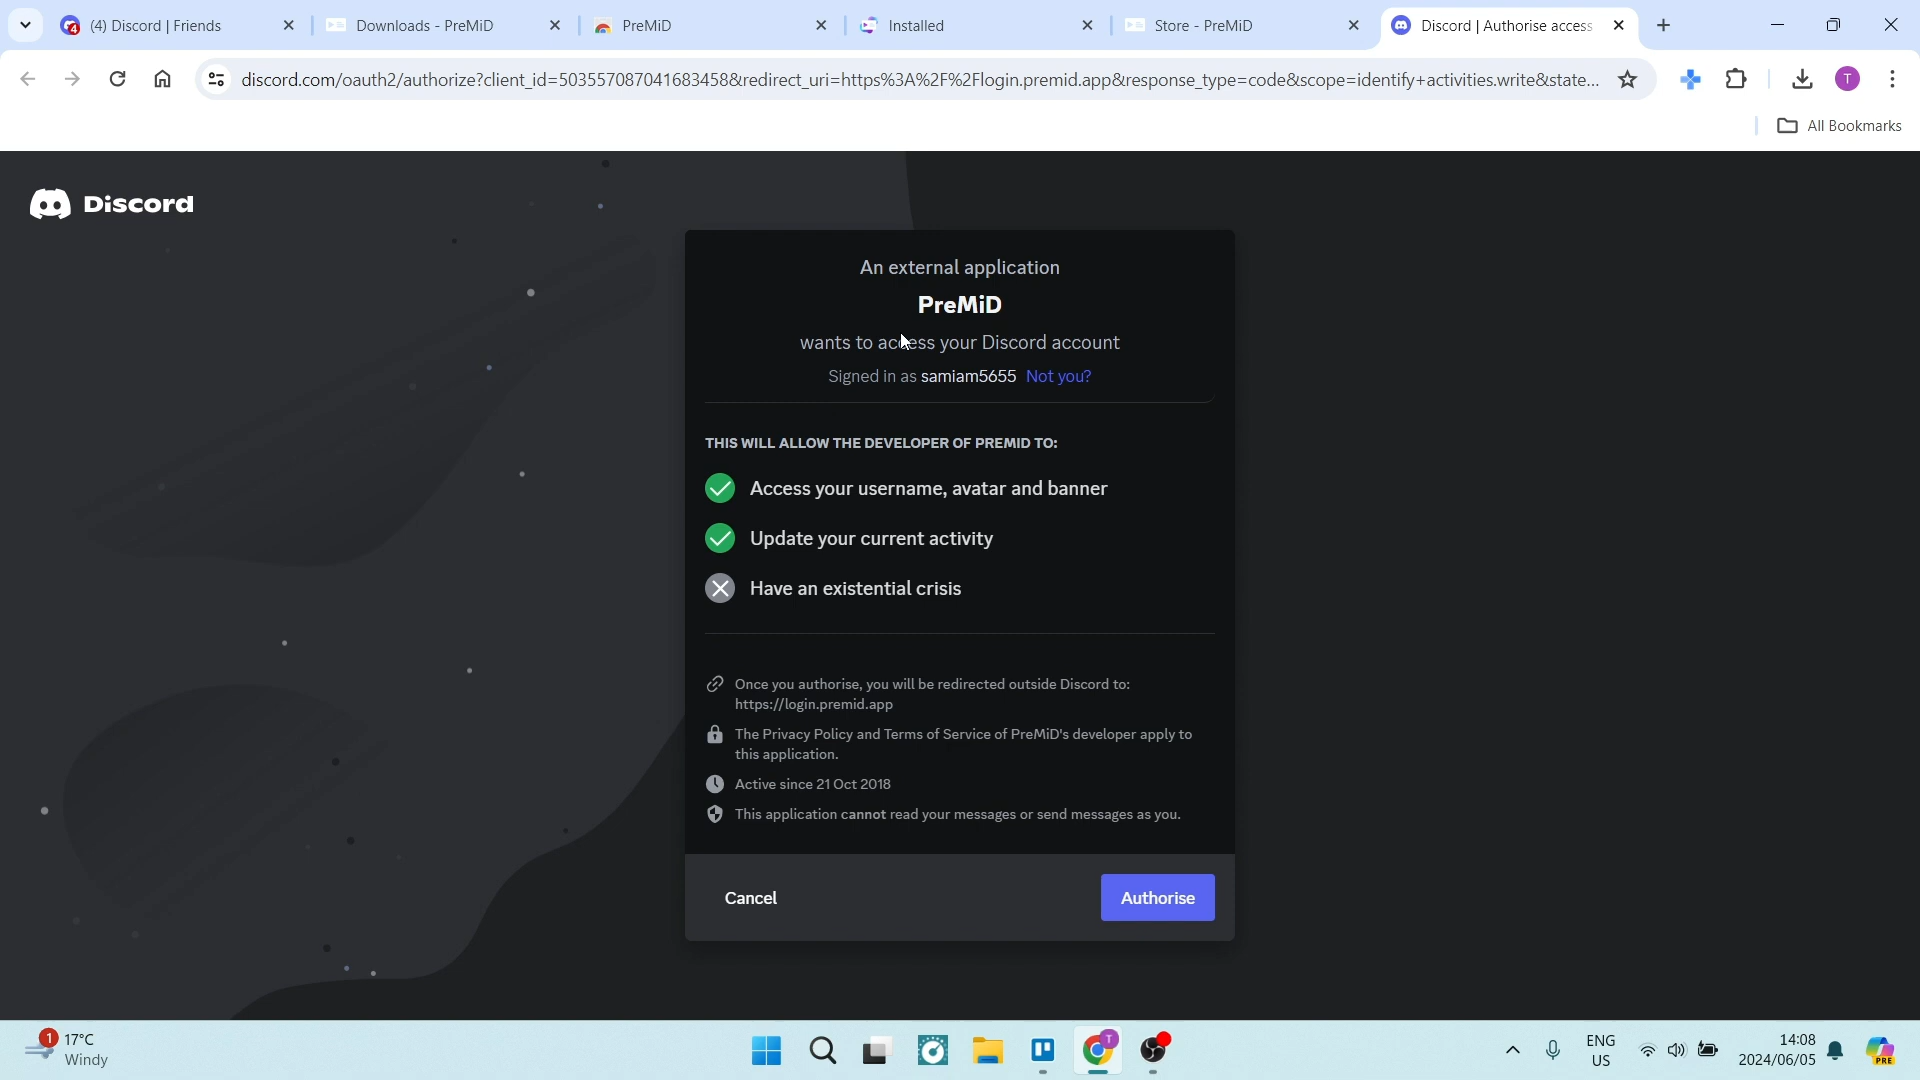 (4) Discord | Friends
Downloads - PreMiD
PreMiD
Installed
Store - PreMiD
Discord | Authorise access
discord.com/oauth2/authorize?client_id=503557087041683458&redirect_uri=https%3A%2F%2Flogin.premid.app&response_type=code&scope=identify+activities.write&state...
T
All Bookmarks
Discord
An external application
PreMiD
wants to access your Discord account
Signed in as samiam5655 Not you?
THIS WILL ALLOW THE DEVELOPER OF PREMID TO:
Access your username, avatar and banner
Update your current activity
Have an existential crisis
Once you authorise, you will be redirected outside Discord to:
https://login.premid.app
The Privacy Policy and Terms of Service of PreMiD's developer apply to
this application.
Active since 21 Oct 2018
This application cannot read your messages or send messages as you.
Cancel
Authorise
1
17°C
Windy
T
ENG
US
14:08
2024/06/05
PRE